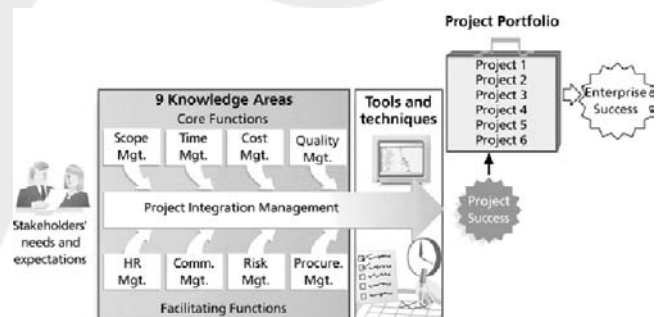 Project Portfolio
Project 1
Project 2
Project 3
Project 4
Project 5
Project 6
Enterprise
Success
9 Knowledge Areas
Core Functions
Tools and
techniques
Scope
Mgt.
Time
Mgt.
Cost
Mgt.
Quality
Mgt.
Project Integration Management
Project
Success
Stakeholders'
needs and
expectations
HR
Mgt.
Comm.
Mgt.
Risk
Mgt.
Procure.
Mgt.
Facilitating Functions